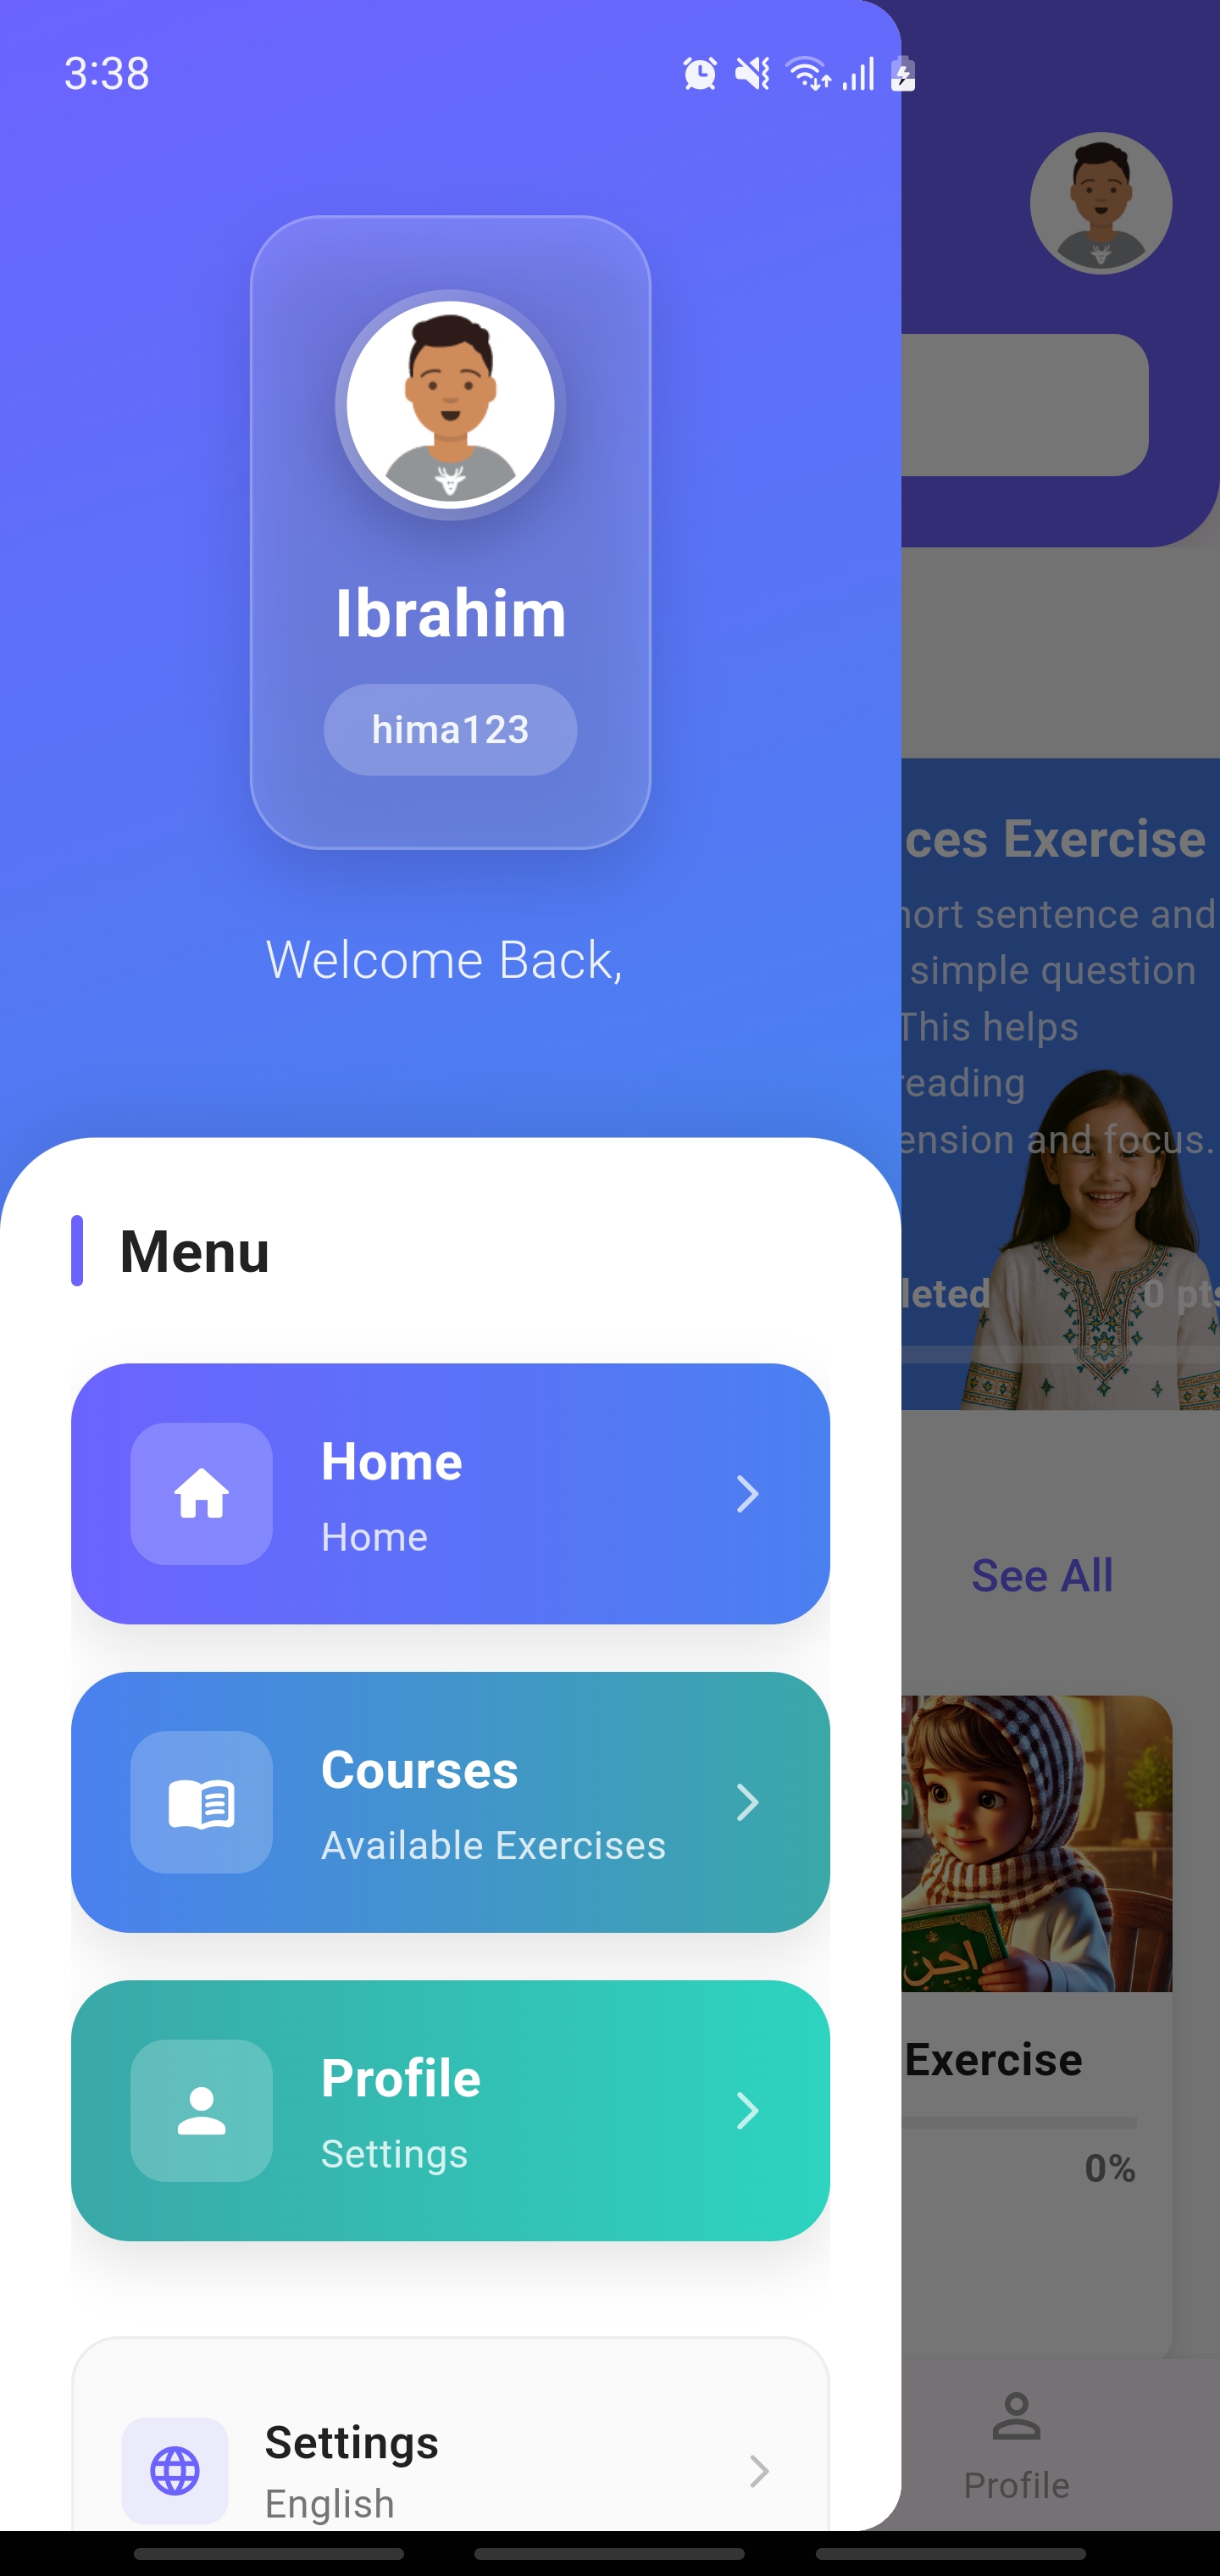 3:38
Ibrahim
hima123
Welcome Back,
Menu
Home
Home
Courses
Available Exercises
Profile
Settings
Settings
English
ces Exercise
hort sentence and
simple question
This helps
reading
ension and focus.
leted
0 pts
See All
Exercise
0%
Profile